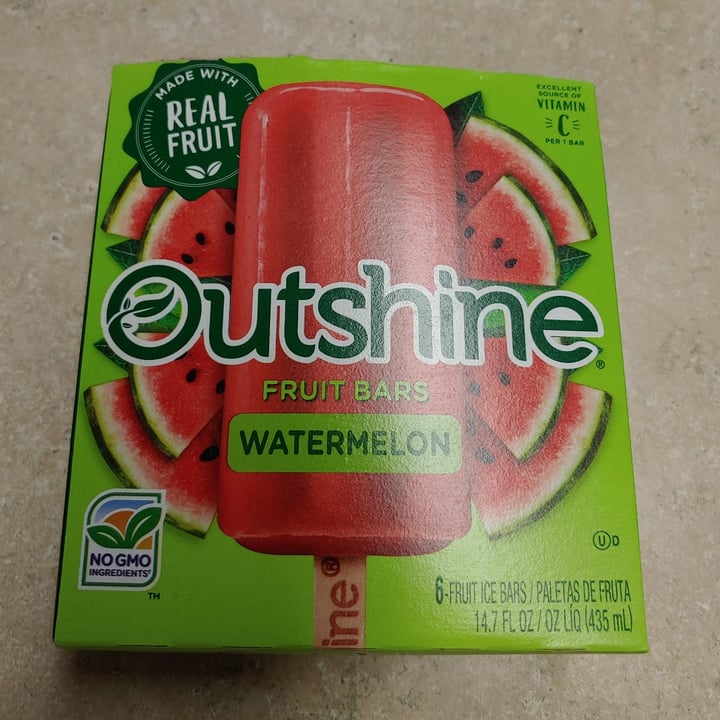 MADE WITH
REAL
FRUIT
EXCELLENT
SOURCE OF
VITAMIN
C
PER 1 BAR
Outshine®
FRUIT BARS
WATERMELON
NO GMO
INGREDIENTS†
TM
U D
ine®
6-FRUIT ICE BARS / PALETAS DE FRUTA
14.7 FL OZ / OZ LÍQ (435 mL)